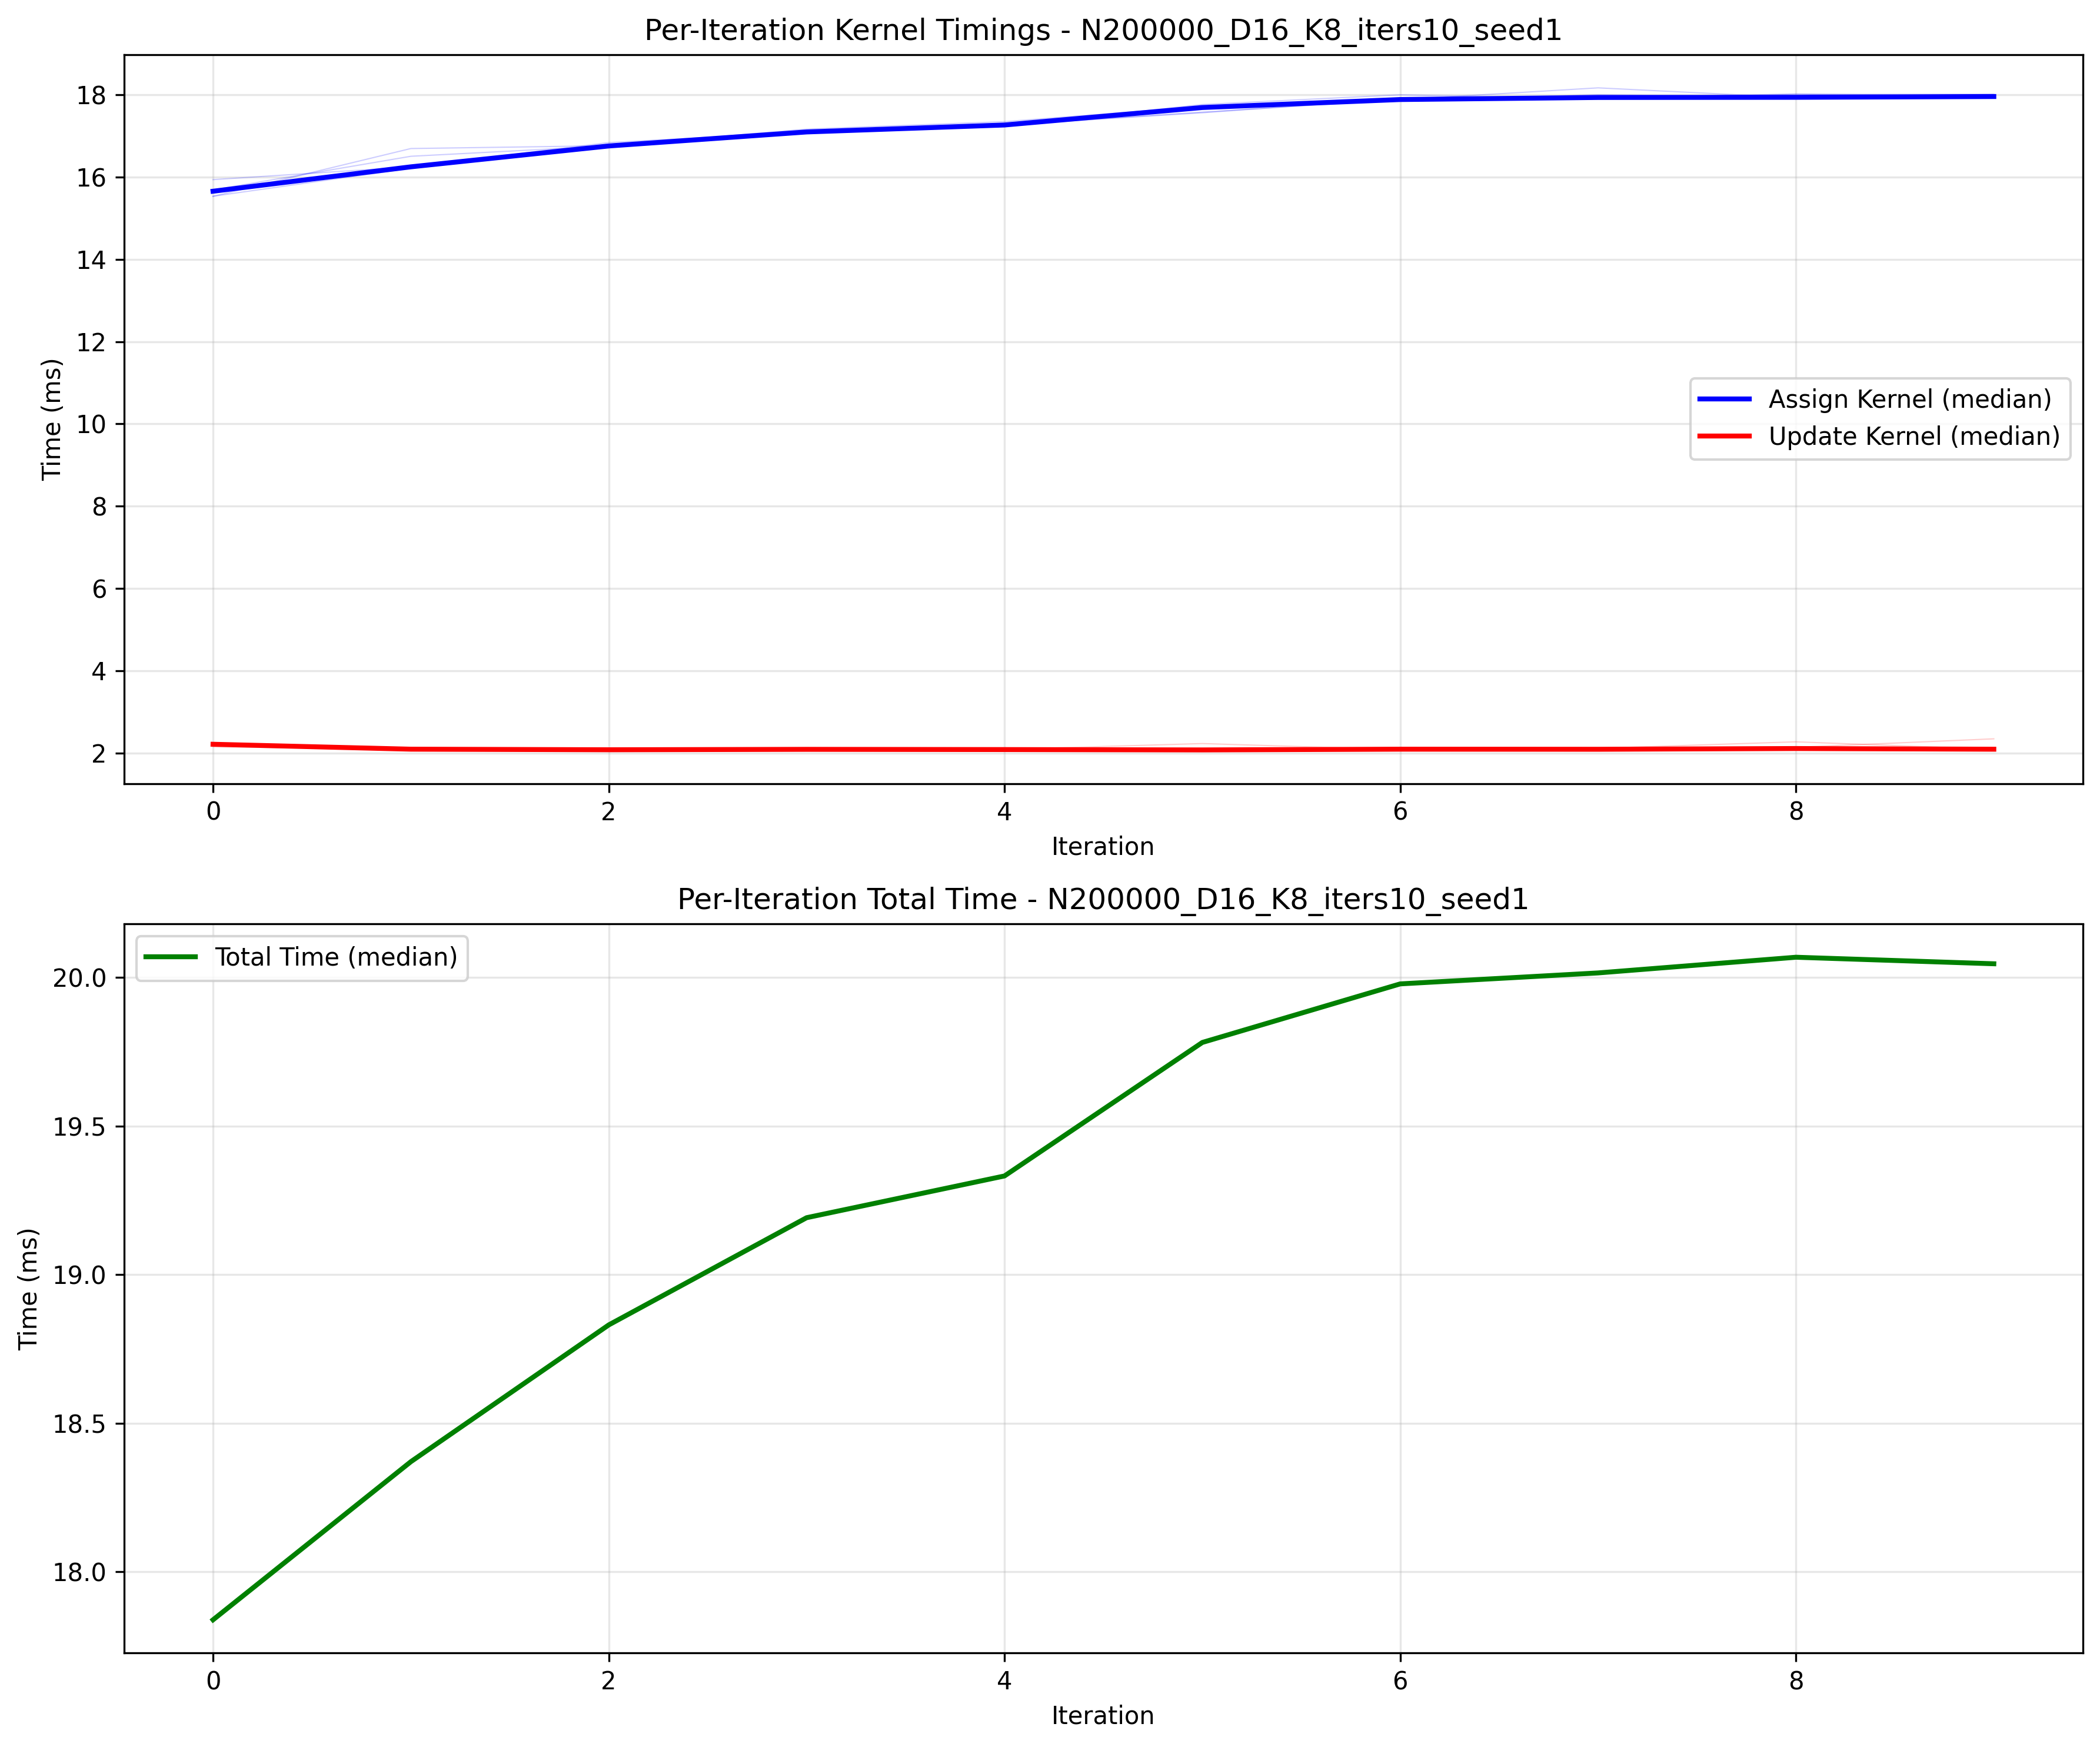 Per-Iteration Kernel Timings - N200000_D16_K8_iters10_seed1
Time (ms)
18
16
14
12
10
8
6
4
2
Assign Kernel (median)
Update Kernel (median)
0 2 4 6 8
Iteration
Per-Iteration Total Time - N200000_D16_K8_iters10_seed1
Time (ms)
Total Time (median)
20.0
19.5
19.0
18.5
18.0
0 2 4 6 8
Iteration